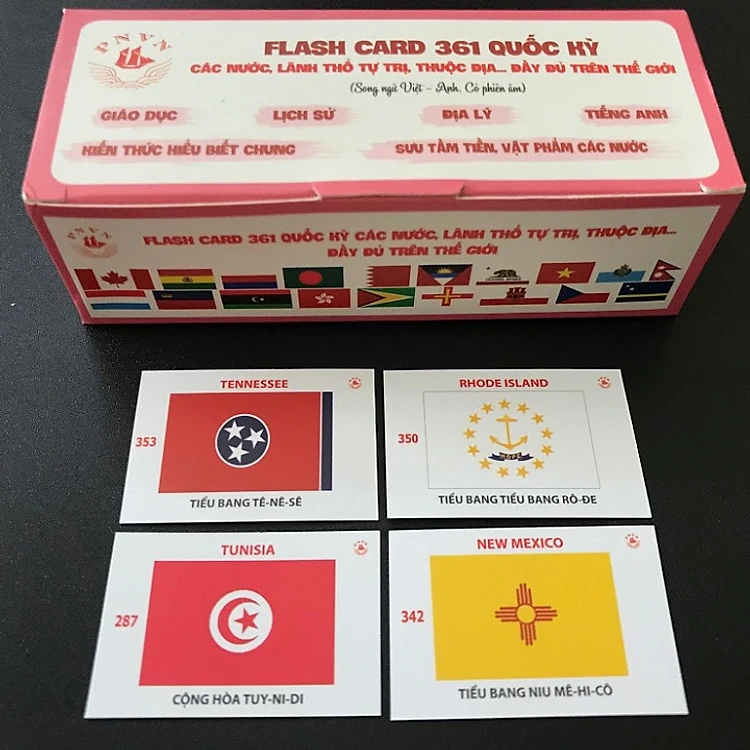 PNVN
FLASH CARD 361 QUỐC KỲ
CÁC NƯỚC, LÃNH THỔ TỰ TRỊ, THUỘC ĐỊA... ĐẦY ĐỦ TRÊN THẾ GIỚI
(Song ngữ Việt - Anh, Có phiên âm)
GIÁO DỤC
LỊCH SỬ
ĐỊA LÝ
TIẾNG ANH
KIẾN THỨC HIỂU BIẾT CHUNG
SƯU TẦM TIỀN, VẬT PHẨM CÁC NƯỚC
FLASH CARD 361 QUỐC KỲ CÁC NƯỚC, LÃNH THỔ TỰ TRỊ, THUỘC ĐỊA...
ĐẦY ĐỦ TRÊN THẾ GIỚI
TENNESSEE
353
TIỂU BANG TÊ-NÊ-SÊ
RHODE ISLAND
350
HOPE
TIỂU BANG TIỂU BANG RÔ-ĐE
TUNISIA
287
CỘNG HÒA TUY-NI-DI
NEW MEXICO
342
TIỂU BANG NIU MÊ-HI-CÔ